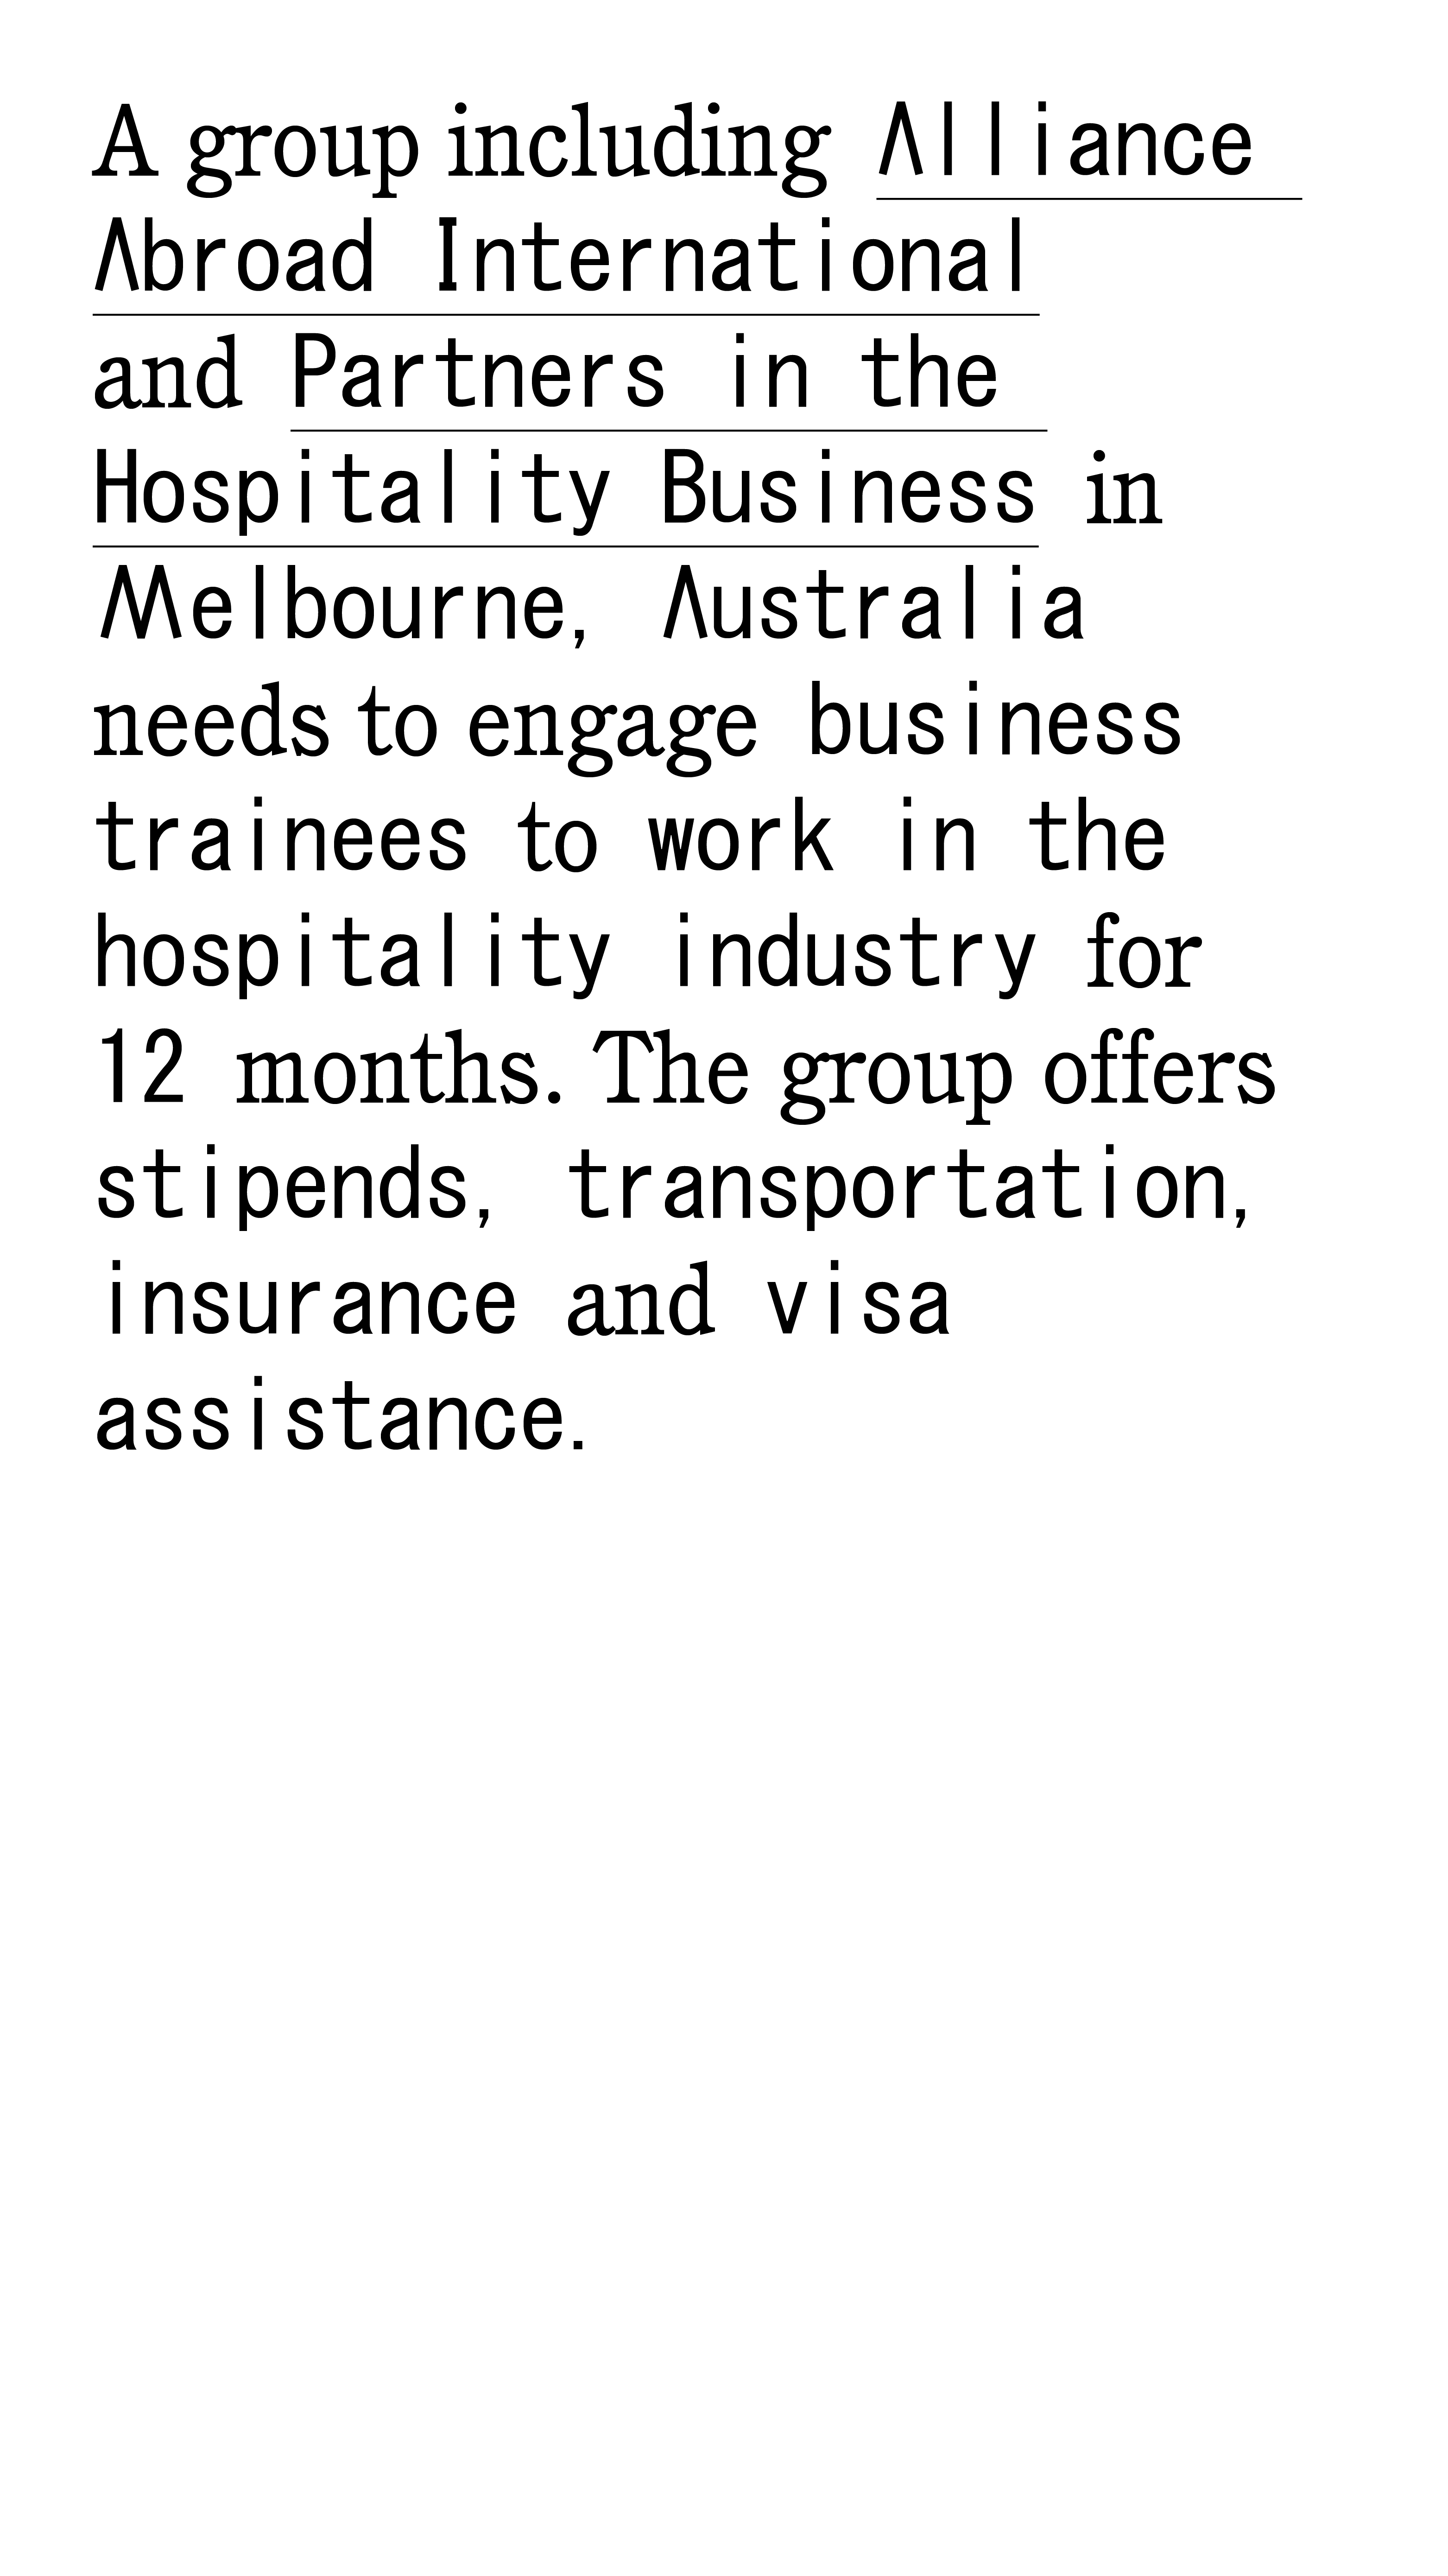 A group including Alliance
Abroad International
and Partners in the
Hospitality Business in
Melbourne, Australia
needs to engage business
trainees to work in the
hospitality industry for
12 months. The group offers
stipends, transportation,
insurance and visa
assistance.